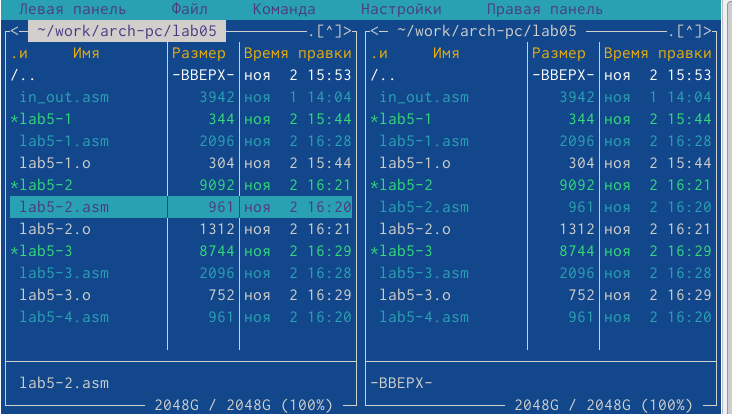 Левая панель Файл Команда Настройки Правая панель
<─ ~/work/arch-pc/lab05 ─.[^]>  <─ ~/work/arch-pc/lab05 ─.[^]>
.и Имя Размер Время правки  .и Имя Размер Время правки
/.. -ВВЕРХ- ноя 2 15:53  /.. -ВВЕРХ- ноя 2 15:53
in_out.asm 3942 ноя 1 14:04  in_out.asm 3942 ноя 1 14:04
*lab5-1 344 ноя 2 15:44  *lab5-1 344 ноя 2 15:44
lab5-1.asm 2096 ноя 2 16:28  lab5-1.asm 2096 ноя 2 16:28
lab5-1.o 304 ноя 2 15:44  lab5-1.o 304 ноя 2 15:44
*lab5-2 9092 ноя 2 16:21  *lab5-2 9092 ноя 2 16:21
lab5-2.asm 961 ноя 2 16:20  lab5-2.asm 961 ноя 2 16:20
lab5-2.o 1312 ноя 2 16:21  lab5-2.o 1312 ноя 2 16:21
*lab5-3 8744 ноя 2 16:29  *lab5-3 8744 ноя 2 16:29
lab5-3.asm 2096 ноя 2 16:28  lab5-3.asm 2096 ноя 2 16:28
lab5-3.o 752 ноя 2 16:29  lab5-3.o 752 ноя 2 16:29
lab5-4.asm 961 ноя 2 16:20  lab5-4.asm 961 ноя 2 16:20
lab5-2.asm  -ВВЕРХ-
2048G / 2048G (100%)  2048G / 2048G (100%)